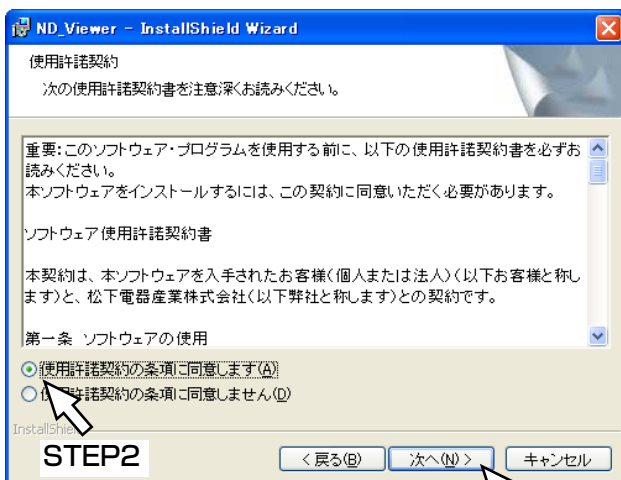 ND_Viewer - InstallShield Wizard
使用許諾契約
次の使用許諾契約書を注意深くお読みください。
重要:このソフトウェア・プログラムを使用する前に、以下の使用許諾契約書を必ずお
読みください。
本ソフトウェアをインストールするには、この契約に同意いただく必要があります。
ソフトウェア使用許諾契約書
本契約は、本ソフトウェアを入手されたお客様(個人または法人)(以下お客様と称し
ます)と、松下電器産業株式会社(以下弊社と称します)との契約です。
第一条 ソフトウェアの使用
使用許諾契約の条項に同意します(A)
使用許諾契約の条項に同意しません(D)
InstallShield
STEP2
< 戻る(B)
次へ(N) >
キャンセル